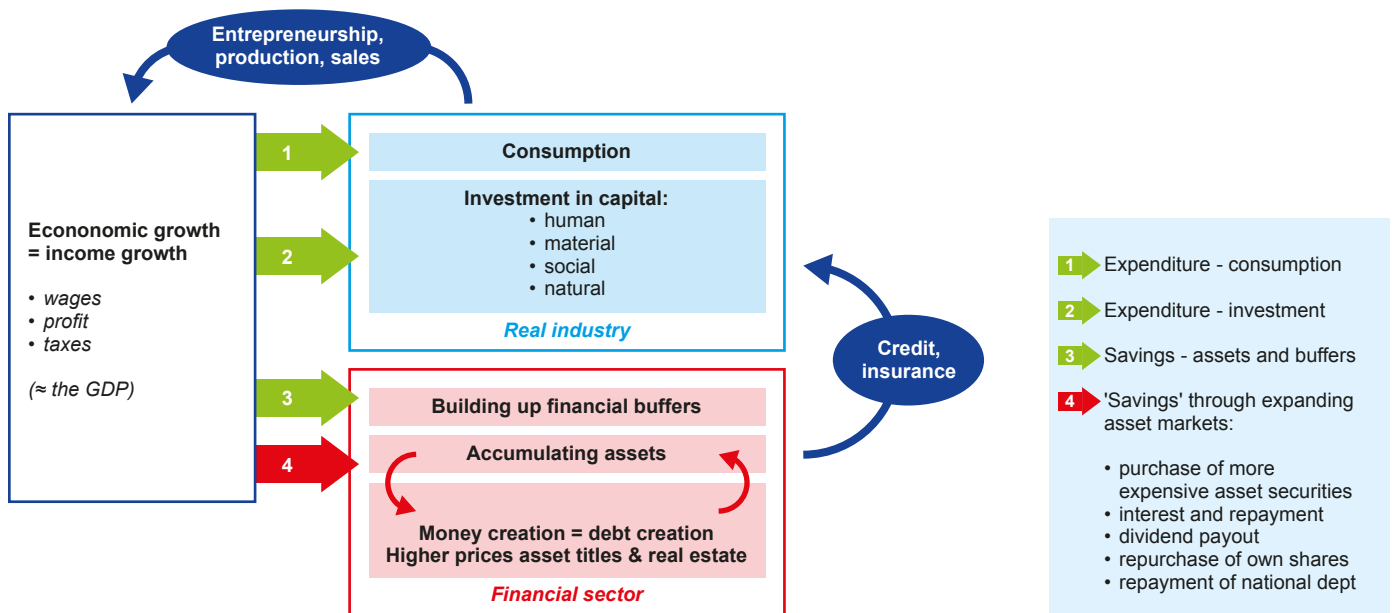 Entrepreneurship,
production, sales
Econonomic growth
= income growth
• wages
• profit
• taxes
(≈ the GDP)
1
2
3
4
Consumption
Investment in capital:
• human
• material
• social
• natural
Real industry
Building up financial buffers
Accumulating assets
Money creation = debt creation
Higher prices asset titles & real estate
Financial sector
Credit,
insurance
1 Expenditure - consumption
2 Expenditure - investment
3 Savings - assets and buffers
4 'Savings' through expanding
asset markets:
• purchase of more
expensive asset securities
• interest and repayment
• dividend payout
• repurchase of own shares
• repayment of national dept